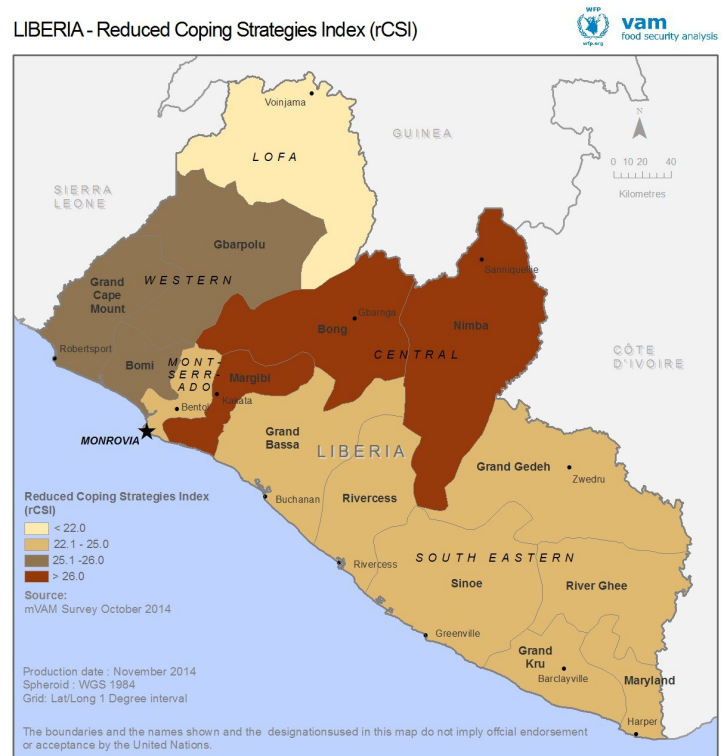 LIBERIA - Reduced Coping Strategies Index (rCSI)
WFP
wfp.org
vam
food security analysis
Voinjama
GUINEA
N
LOFA
0 10 20 40
Kilometres
SIERRA
LEONE
Gbarpolu
Sanniquellie
Grand
Cape
Mount
WESTERN
Gbarnga
Bong
Nimba
Robertsport
CENTRAL
CÔTE
D'IVOIRE
Bomi
MONT-
SERR-
ADO
Margibi
Kakata
Bentol
MONROVIA
Grand
Bassa
LIBERIA
Grand Gedeh
Zwedru
Buchanan
Rivercess
Reduced Coping Strategies Index
(rCSI)
< 22.0
22.1 - 25.0
25.1 -26.0
> 26.0
Source:
mVAM Survey October 2014
Rivercess
SOUTH EASTERN
Sinoe
River Ghee
Greenville
Grand
Kru
Barclayville
Maryland
Harper
Production date : November 2014
Spheroid : WGS 1984
Grid: Lat/Long 1 Degree interval
The boundaries and the names shown and the designationsused in this map do not imply offcial endorsement
or acceptance by the United Nations.